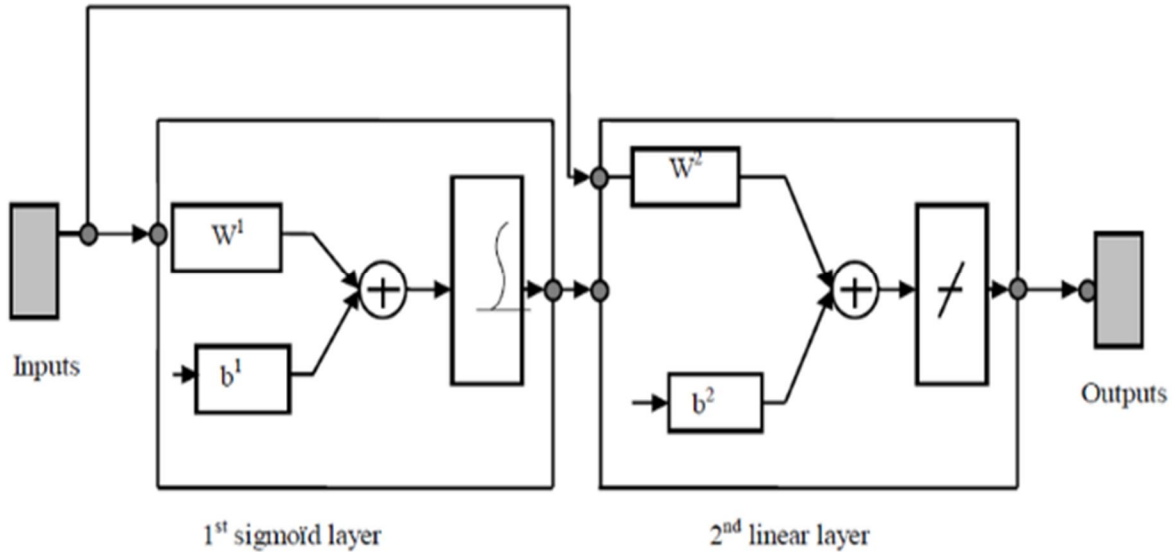 W²
W¹
b¹
b²
Inputs
Outputs
1ˢᵗ sigmoïd layer
2ⁿᵈ linear layer